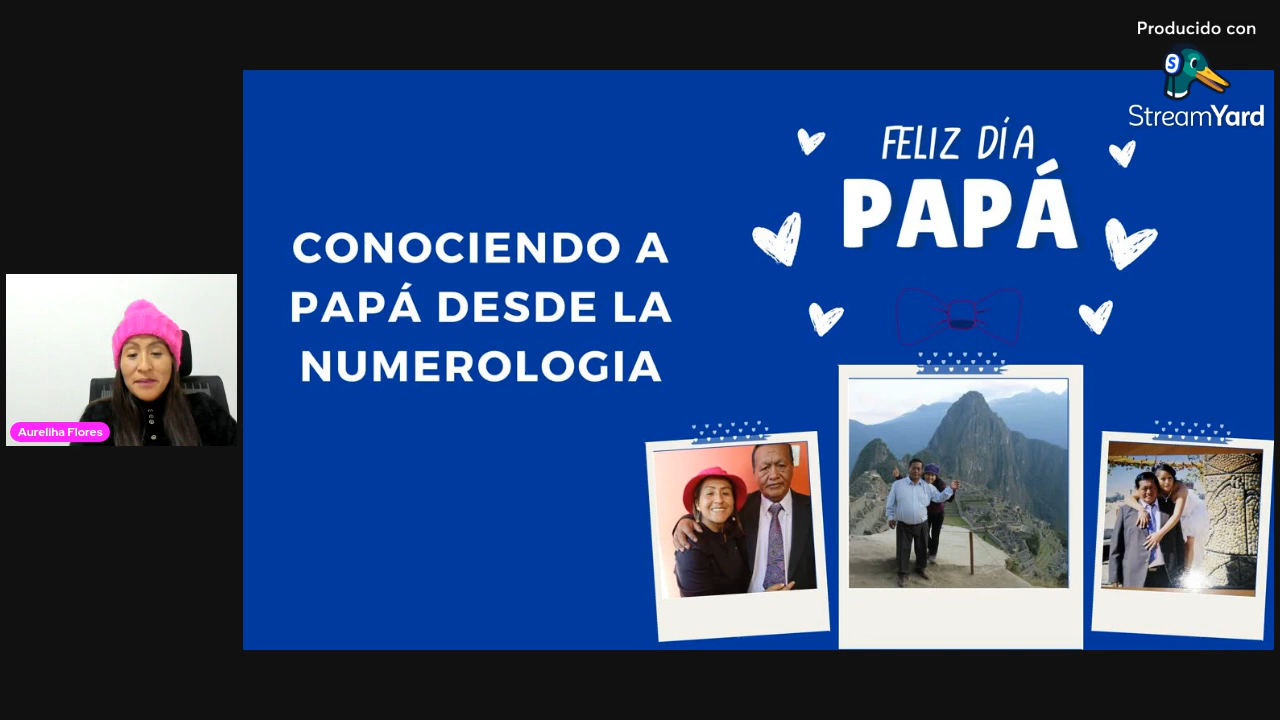 Producido con
StreamYard
FELIZ DÍA
PAPÁ
CONOCIENDO A
PAPÁ DESDE LA
NUMEROLOGIA
Aureliha Flores